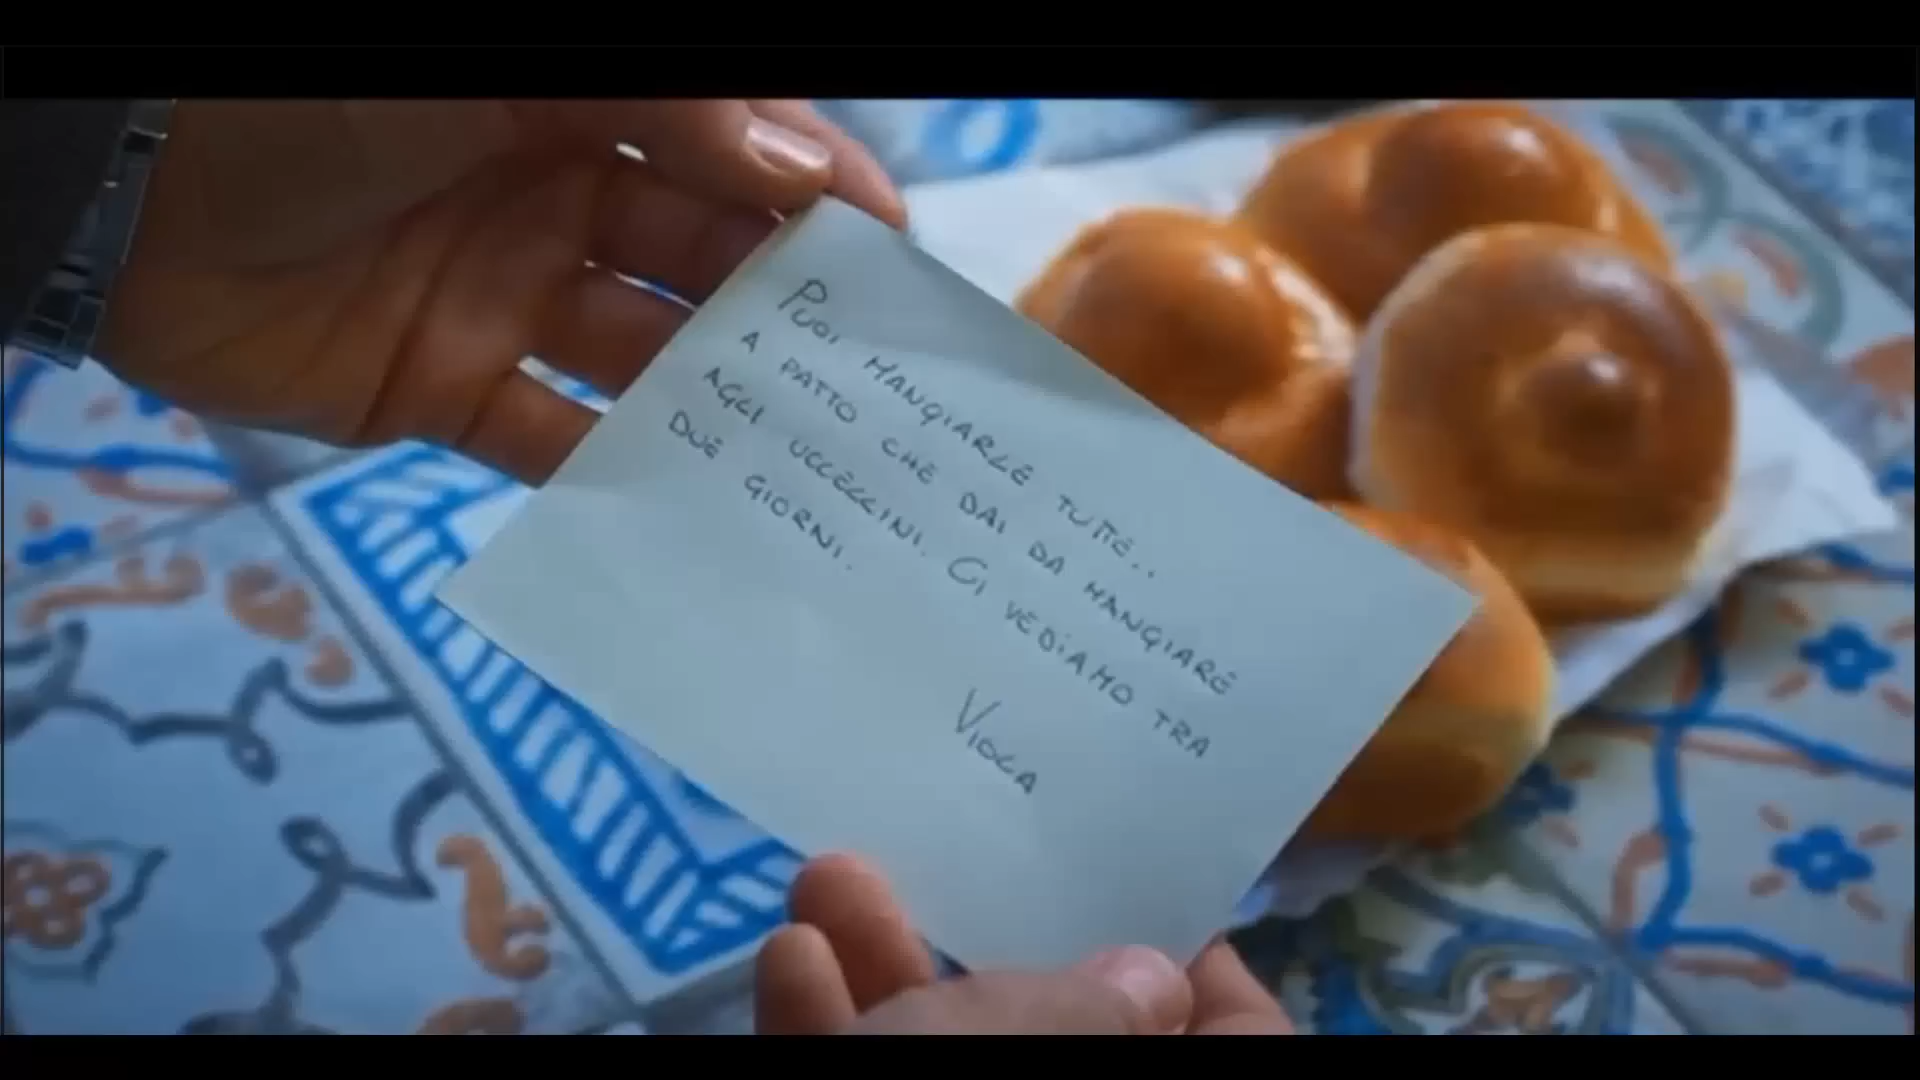 Puoi mangiarle tutte..
a patto che dai da mangiare
agli uccellini. Ci vediamo tra
due giorni.
Viola